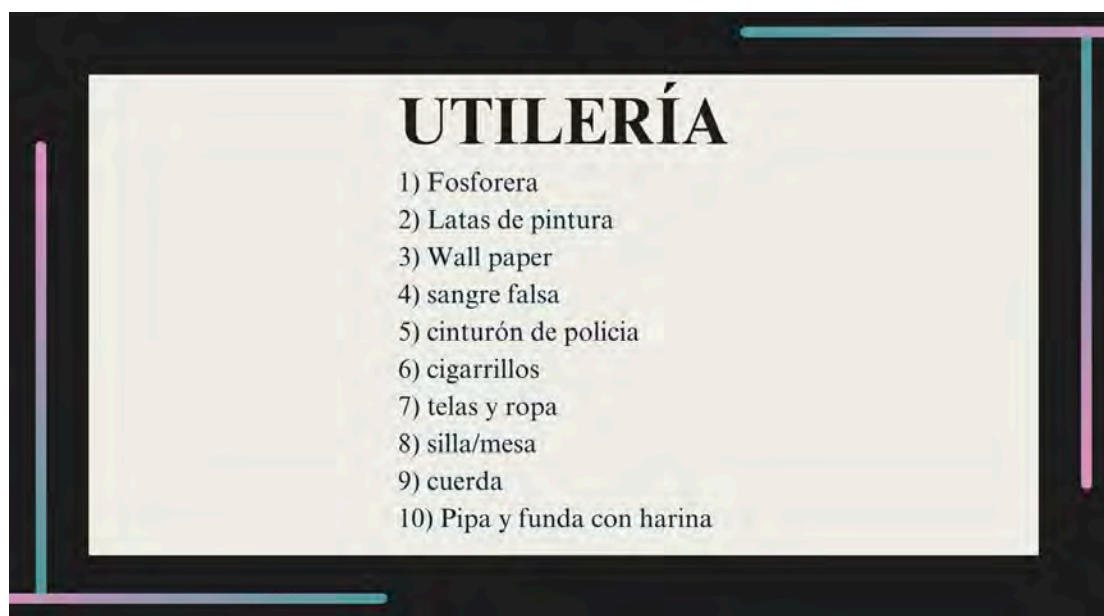 UTILERÍA
1) Fosforera
2) Latas de pintura
3) Wall paper
4) sangre falsa
5) cinturón de policia
6) cigarrillos
7) telas y ropa
8) silla/mesa
9) cuerda
10) Pipa y funda con harina